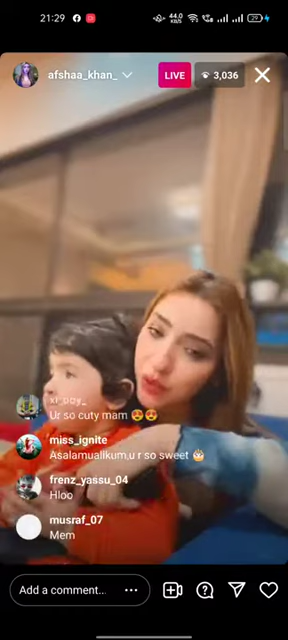 21:29
44.0
KB/S
29
afshaa_khan_
LIVE
3,036
Ur so cuty mam 😍😍
miss_ignite
Asalamualikum,u r so sweet
frenz_yassu_04
Hloo
musraf_07
Mem
Add a comment...